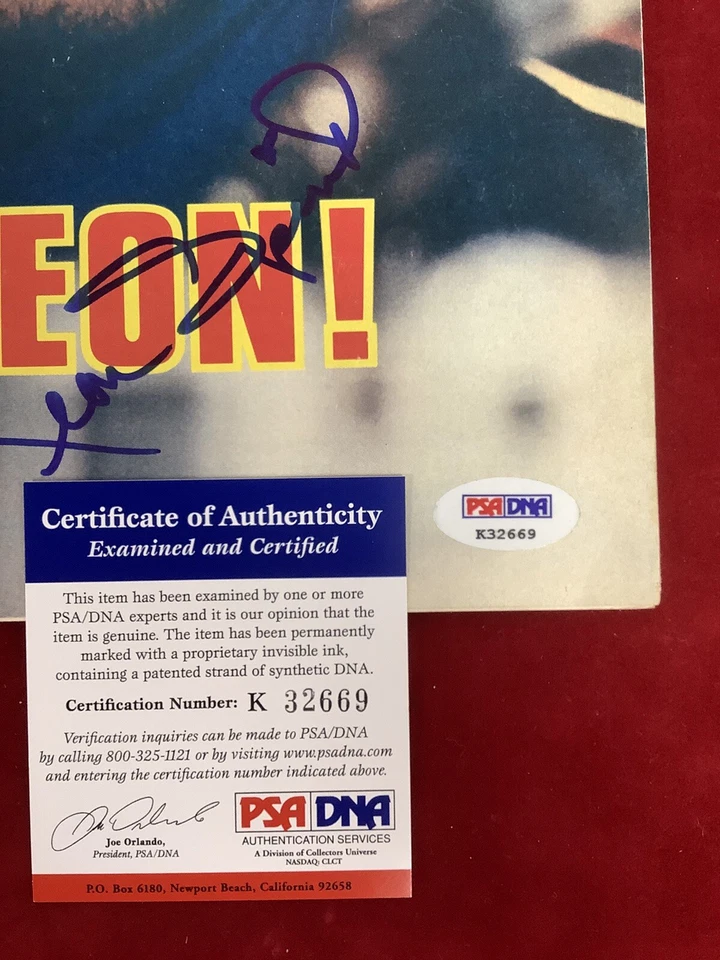 EON!
Leon
PSA DNA
K32669
Certificate of Authenticity
Examined and Certified
This item has been examined by one or more
PSA/DNA experts and it is our opinion that the
item is genuine. The item has been permanently
marked with a proprietary invisible ink,
containing a patented strand of synthetic DNA.
Certification Number: K 32669
Verification inquiries can be made to PSA/DNA
by calling 800-325-1121 or by visiting www.psadna.com
and entering the certification number indicated above.
Joe Orlando,
President, PSA/DNA
PSA DNA
AUTHENTICATION SERVICES
A Division of Collectors Universe
NASDAQ: CLCT
P.O. Box 6180, Newport Beach, California 92658